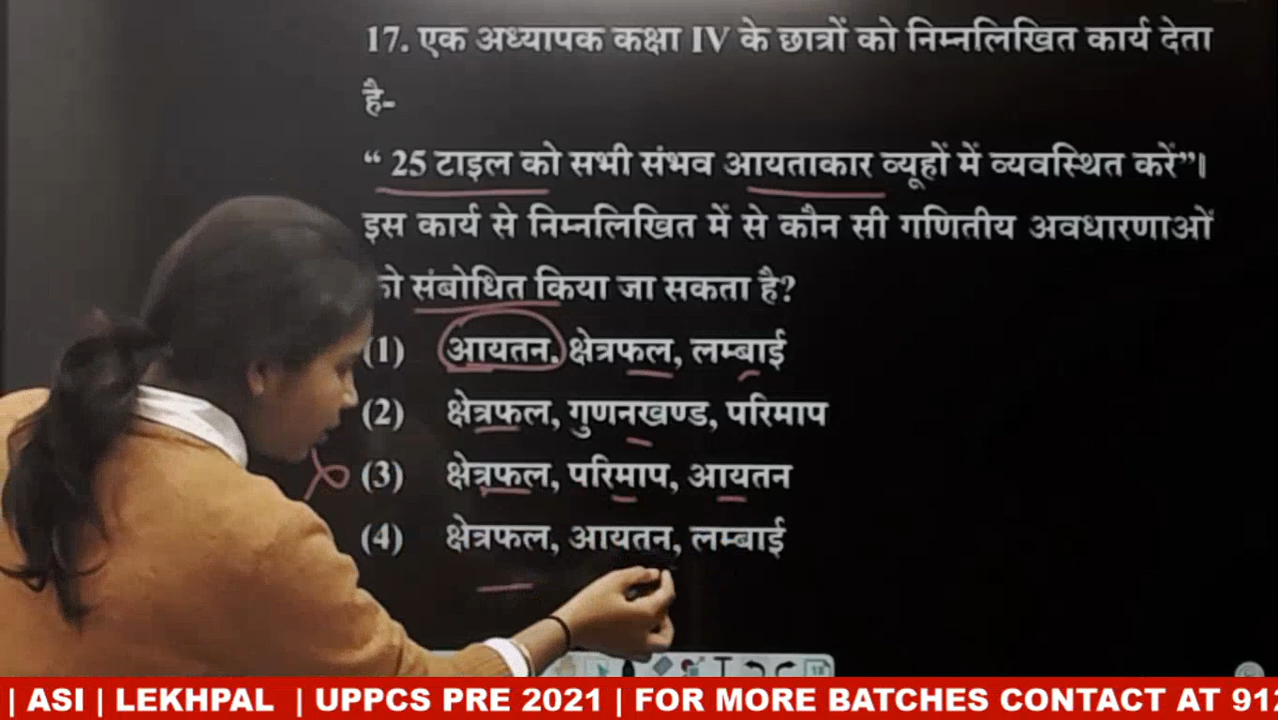 17. एक अध्यापक कक्षा IV के छात्रों को निम्नलिखित कार्य देता
है-
“ 25 टाइल को सभी संभव आयताकार व्यूहों में व्यवस्थित करें”।
इस कार्य से निम्नलिखित में से कौन सी गणितीय अवधारणाओं
संबोधित किया जा सकता है?
(1) आयतन, क्षेत्रफल, लम्बाई
(2) क्षेत्रफल, गुणनखण्ड, परिमाप
(3) क्षेत्रफल, परिमाप, आयतन
(4) क्षेत्रफल, आयतन, लम्बाई
| ASI | LEKHPAL | UPPCS PRE 2021 | FOR MORE BATCHES CONTACT AT 912